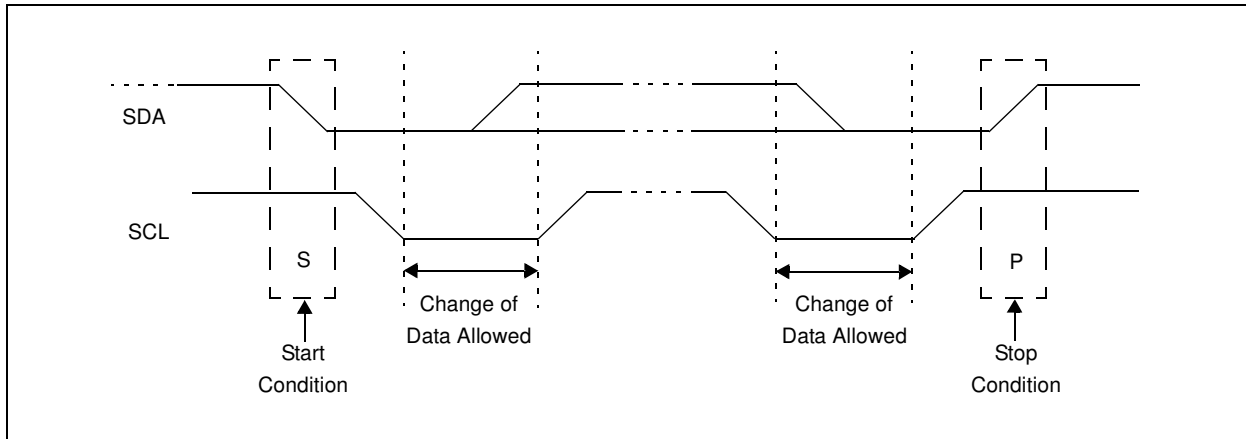 SDA
SCL
S
P
Change of
Data Allowed
Change of
Data Allowed
Start
Condition
Stop
Condition